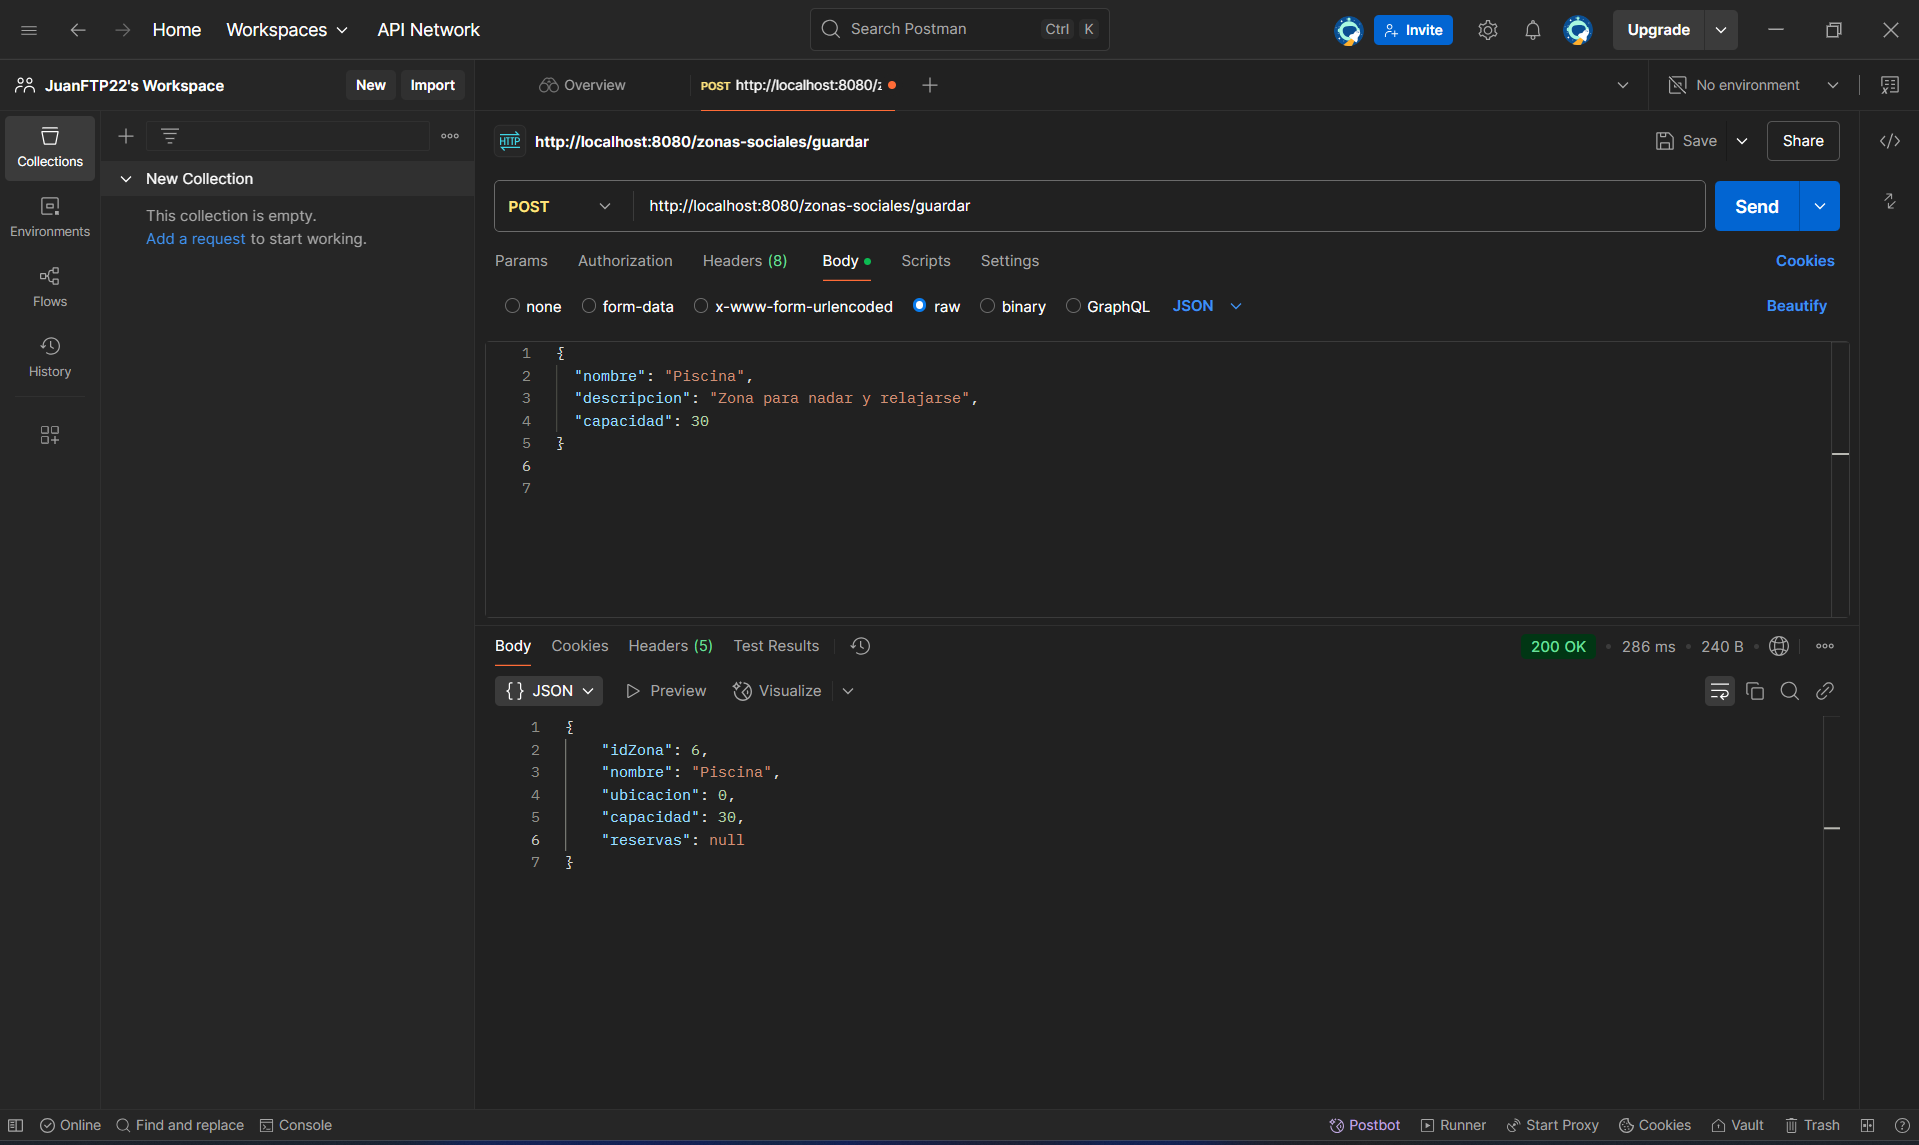 Home Workspaces API Network Search Postman Ctrl K Invite Upgrade
JuanFTP22's Workspace New Import Overview POST http://localhost:8080/z No environment
Collections
Environments
Flows
History
New Collection
This collection is empty.
Add a request to start working.
HTTP http://localhost:8080/zonas-sociales/guardar Save Share
POST http://localhost:8080/zonas-sociales/guardar Send
Params Authorization Headers (8) Body Scripts Settings Cookies
none form-data x-www-form-urlencoded raw binary GraphQL JSON Beautify
1 {
2 "nombre": "Piscina",
3 "descripcion": "Zona para nadar y relajarse",
4 "capacidad": 30
5 }
6
7
Body Cookies Headers (5) Test Results 200 OK • 286 ms • 240 B
{} JSON Preview Visualize
1 {
2 "idZona": 6,
3 "nombre": "Piscina",
4 "ubicacion": 0,
5 "capacidad": 30,
6 "reservas": null
7 }
Online Find and replace Console Postbot Runner Start Proxy Cookies Vault Trash